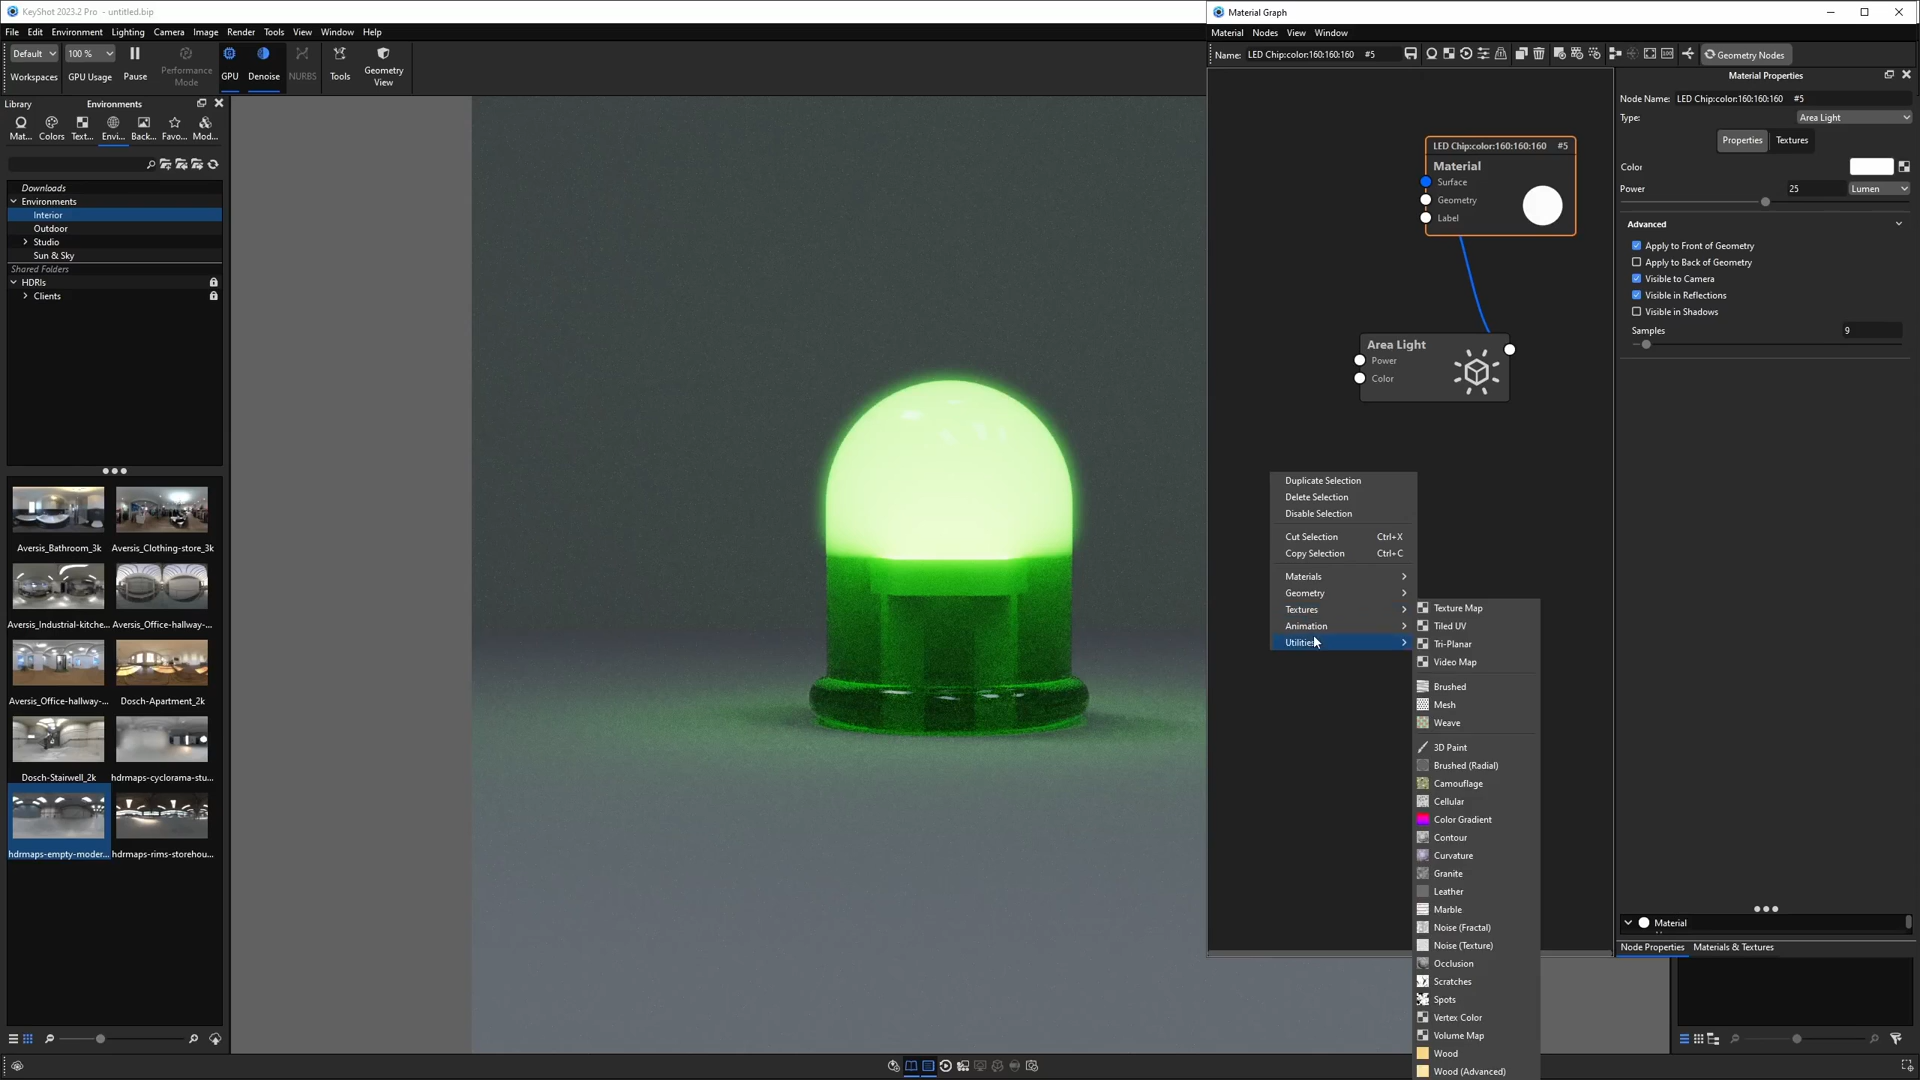 KeyShot 2023.2 Pro - untitled.bip
File Edit Environment Lighting Camera Image Render Tools View Window Help
Default 100 % Pause Performance Mode GPU Denoise NURBS Tools Geometry View
Workspaces GPU Usage
Library Environments
Mat... Colors Text... Envi... Back... Favo... Mod...
Downloads
Environments
Interior
Outdoor
Studio
Sun & Sky
Shared Folders
HDRIs
Clients
Aversis_Bathroom_3k Aversis_Clothing-store_3k
Aversis_Industrial-kitche... Aversis_Office-hallway-...
Aversis_Office-hallway-... Dosch-Apartment_2k
Dosch-Stairwell_2k hdrmaps-cyclorama-stu...
hdrmaps-empty-moder... hdrmaps-rims-storehou...
Material Graph
Material Nodes View Window
Name: LED Chip:color:160:160:160 #5 Geometry Nodes
LED Chip:color:160:160:160 #5
Material
Surface
Geometry
Label
Area Light
Power
Color
Duplicate Selection
Delete Selection
Disable Selection
Cut Selection Ctrl+X
Copy Selection Ctrl+C
Materials
Geometry
Textures
Animation
Utilities
Texture Map
Tiled UV
Tri-Planar
Video Map
Brushed
Mesh
Weave
3D Paint
Brushed (Radial)
Camouflage
Cellular
Color Gradient
Contour
Curvature
Granite
Leather
Marble
Noise (Fractal)
Noise (Texture)
Occlusion
Scratches
Spots
Vertex Color
Volume Map
Wood
Wood (Advanced)
Material Properties
Node Name: LED Chip:color:160:160:160 #5
Type: Area Light
Properties Textures
Color
Power 25 Lumen
Advanced
Apply to Front of Geometry
Apply to Back of Geometry
Visible to Camera
Visible in Reflections
Visible in Shadows
Samples 9
Material
Node Properties Materials & Textures